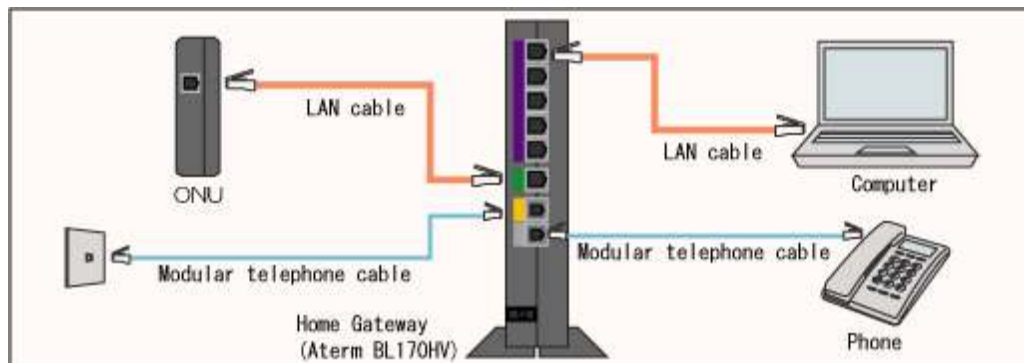 LAN cable
ONU
LAN cable
Computer
Modular telephone cable
Modular telephone cable
Home Gateway
(Aterm BL170HV)
Phone